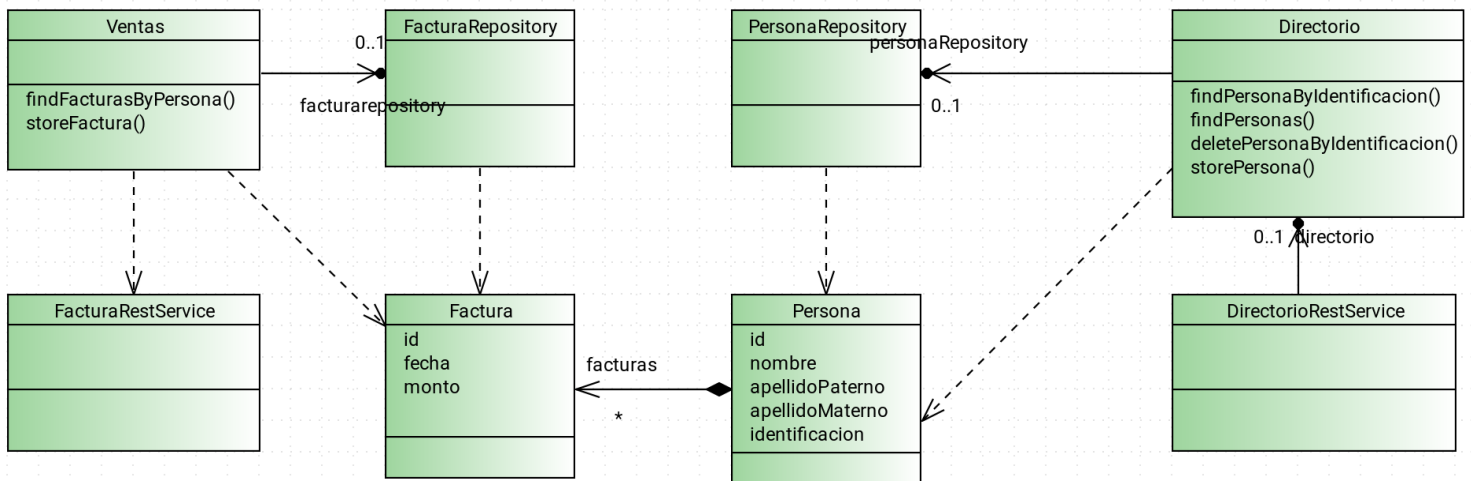 Ventas
findFacturasByPersona()
storeFactura()
0..1
facturarepository
FacturaRepository
PersonaRepository
personaRepository
0..1
Directorio
findPersonaByIdentificacion()
findPersonas()
deletePersonaByIdentificacion()
storePersona()
0..1 directorio
FacturaRestService
Factura
id
fecha
monto
facturas
*
Persona
id
nombre
apellidoPaterno
apellidoMaterno
identificacion
DirectorioRestService